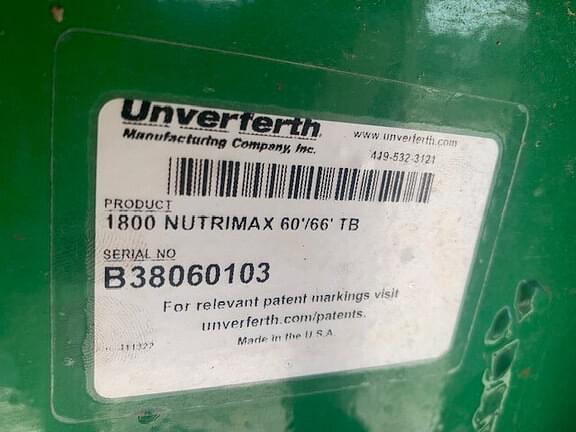 Unverferth
Manufacturing Company, Inc.
www.unverferth.com
419-532-3121
PRODUCT
1800 NUTRIMAX 60'/66' TB
SERIAL NO
B38060103
For relevant patent markings visit
unverferth.com/patents.
Made in the U.S.A.